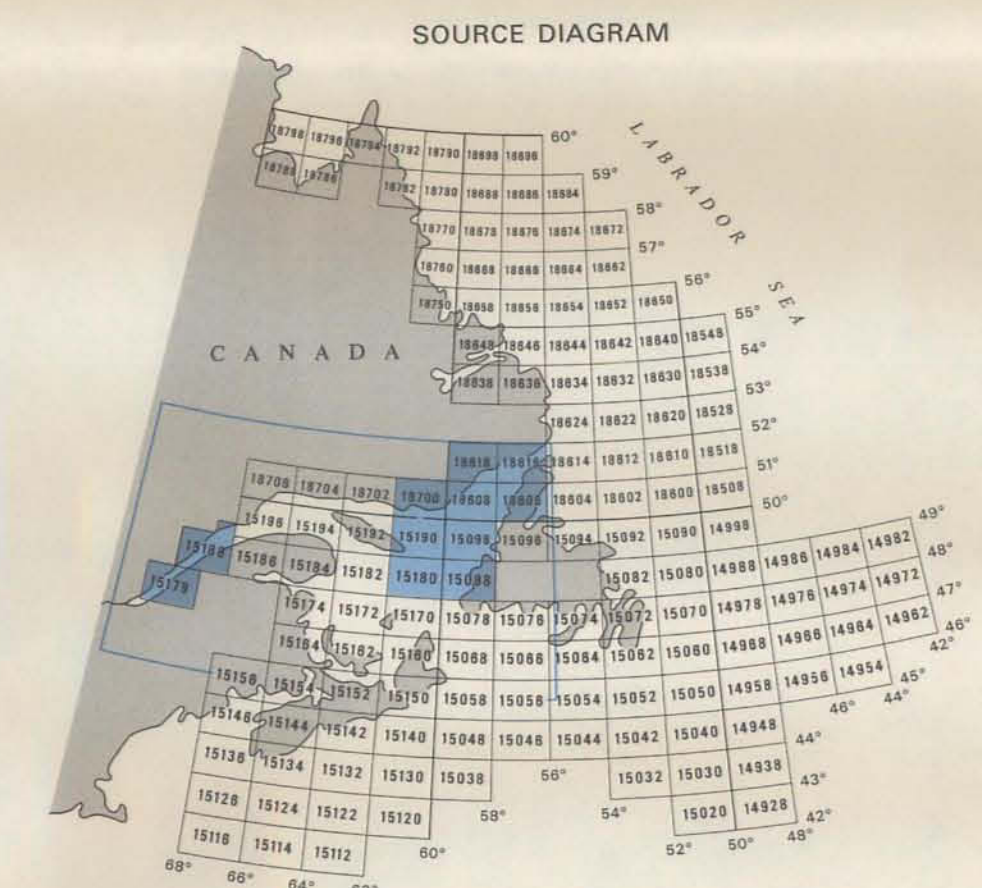 SOURCE DIAGRAM
LABRADOR SEA
CANADA
18798 18796 18794 18792 18790 18698 18696 60°
18788 18786 18782 18780 18688 18686 18684 59°
18770 18678 18676 18674 18672 58°
18760 18668 18666 18664 18662 57°
18750 18658 18656 18654 18652 18650 56°
18648 18646 18644 18642 18640 18548 55°
18638 18636 18634 18632 18630 18538 54°
18624 18622 18620 18528 53°
18618 18616 18614 18612 18610 18518 52°
18706 18704 18702 18700 18608 18606 18604 18602 18600 18508 51°
15196 15194 15192 15190 15098 15096 15094 15092 15090 14998 50°
15188 15186 15184 15182 15180 15088 15082 15080 14988 14986 14984 14982 49°
15179 15174 15172 15170 15078 15076 15074 15072 15070 14978 14976 14974 14972 48°
15164 15162 15160 15068 15066 15064 15062 15060 14968 14966 14964 14962 47°
46°
42°
15156 15154 15152 15150 15058 15056 15054 15052 15050 14958 14956 14954 45°
46° 44°
15146 15144 15142 15140 15048 15046 15044 15042 15040 14948 44°
15136 15134 15132 15130 15038 56° 15032 15030 14938 43°
15126 15124 15122 15120 58° 54° 15020 14928 42°
15116 15114 15112 60° 52° 50° 48°
68° 66° 64°